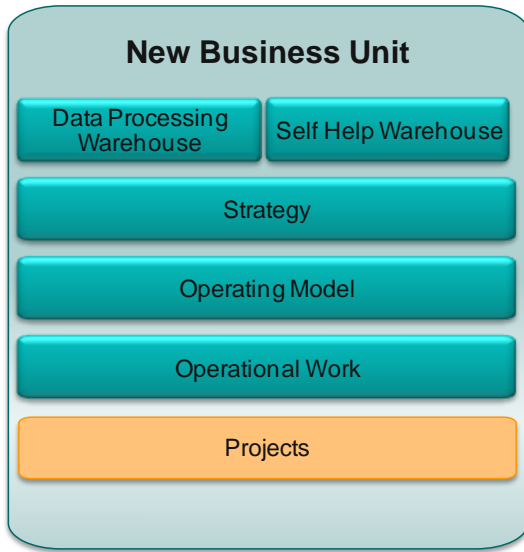 New Business Unit
Data Processing
Warehouse
Self Help Warehouse
Strategy
Operating Model
Operational Work
Projects